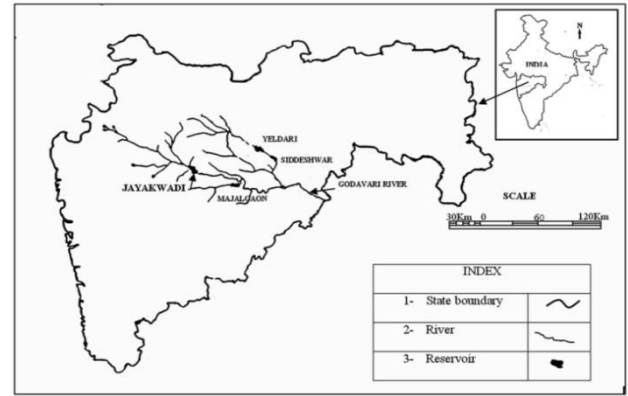 N
INDIA
YELDARI
SIDDESHWAR
JAYAKWADI
MAJALGAON
GODAVARI RIVER
SCALE
30Km 0 60 120Km
INDEX
1- State boundary
2- River
3- Reservoir